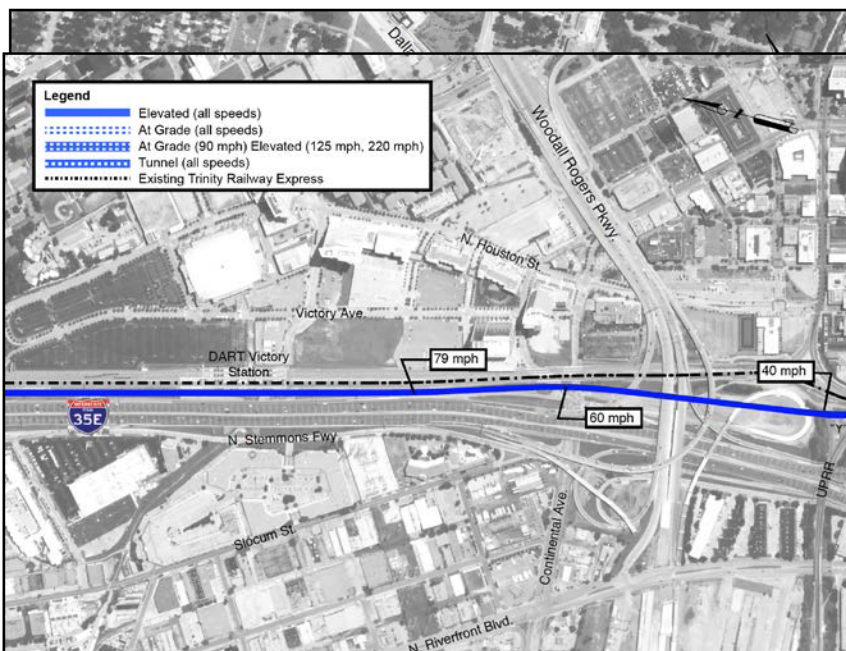 Dalla
Legend
Elevated (all speeds)
At Grade (all speeds)
At Grade (90 mph) Elevated (125 mph, 220 mph)
Tunnel (all speeds)
Existing Trinity Railway Express
Woodall Rogers Pkwy.
N. Houston St.
Victory Ave.
DART Victory
Station
79 mph
40 mph
INTERSTATE
35E
60 mph
"Y"
N. Stemmons Fwy
UPRR
Slocum St.
Continental Ave.
N. Riverfront Blvd.